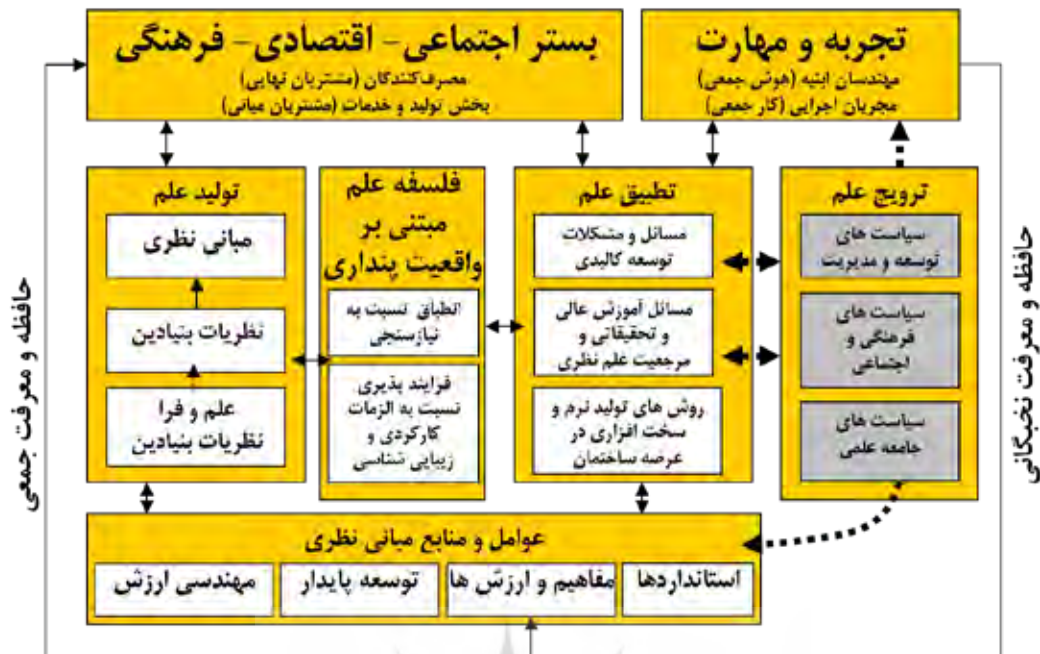 تجربه و مهارت
مهندسان ابنیه (هوش جمعی)
مجریان اجرایی (کار جمعی)
بستر اجتماعی- اقتصادی- فرهنگی
مصرف‌کنندگان (مشتریان نهایی)
بخش تولید و خدمات (مشتریان میانی)
ترویج علم
سیاست های
توسعه و مدیریت
سیاست های
فرهنگی و
اجتماعی
سیاست های
جامعه علمی
تطبیق علم
مسائل و مشکلات
توسعه کالبدی
مسائل آموزش عالی
و تحقیقاتی و
مرجعیت علم نظری
روش های تولید نرم و
سخت افزاری در
عرصه ساختمان
فلسفه علم
مبتنی بر
واقعیت پنداری
انطباق نسبت به
نیازسنجی
فرایند پذیری
نسبت به الزمات
کارکردی و
زیبایی شناسی
تولید علم
مبانی نظری
نظریات بنیادین
علم و فرا
نظریات بنیادین
عوامل و منابع مبانی نظری
استانداردها
مفاهیم و ارزش ها
توسعه پایدار
مهندسی ارزش
حافظه و معرفت نخبگانی
حافظه و معرفت جمعی